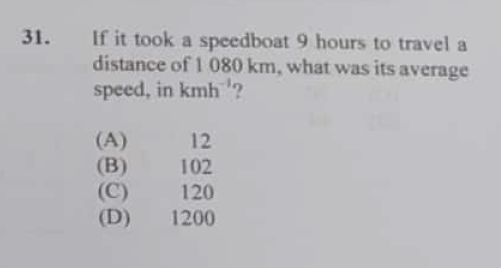 31. If it took a speedboat 9 hours to travel a
distance of 1 080 km, what was its average
speed, in kmh⁻¹?
(A) 12
(B) 102
(C) 120
(D) 1200